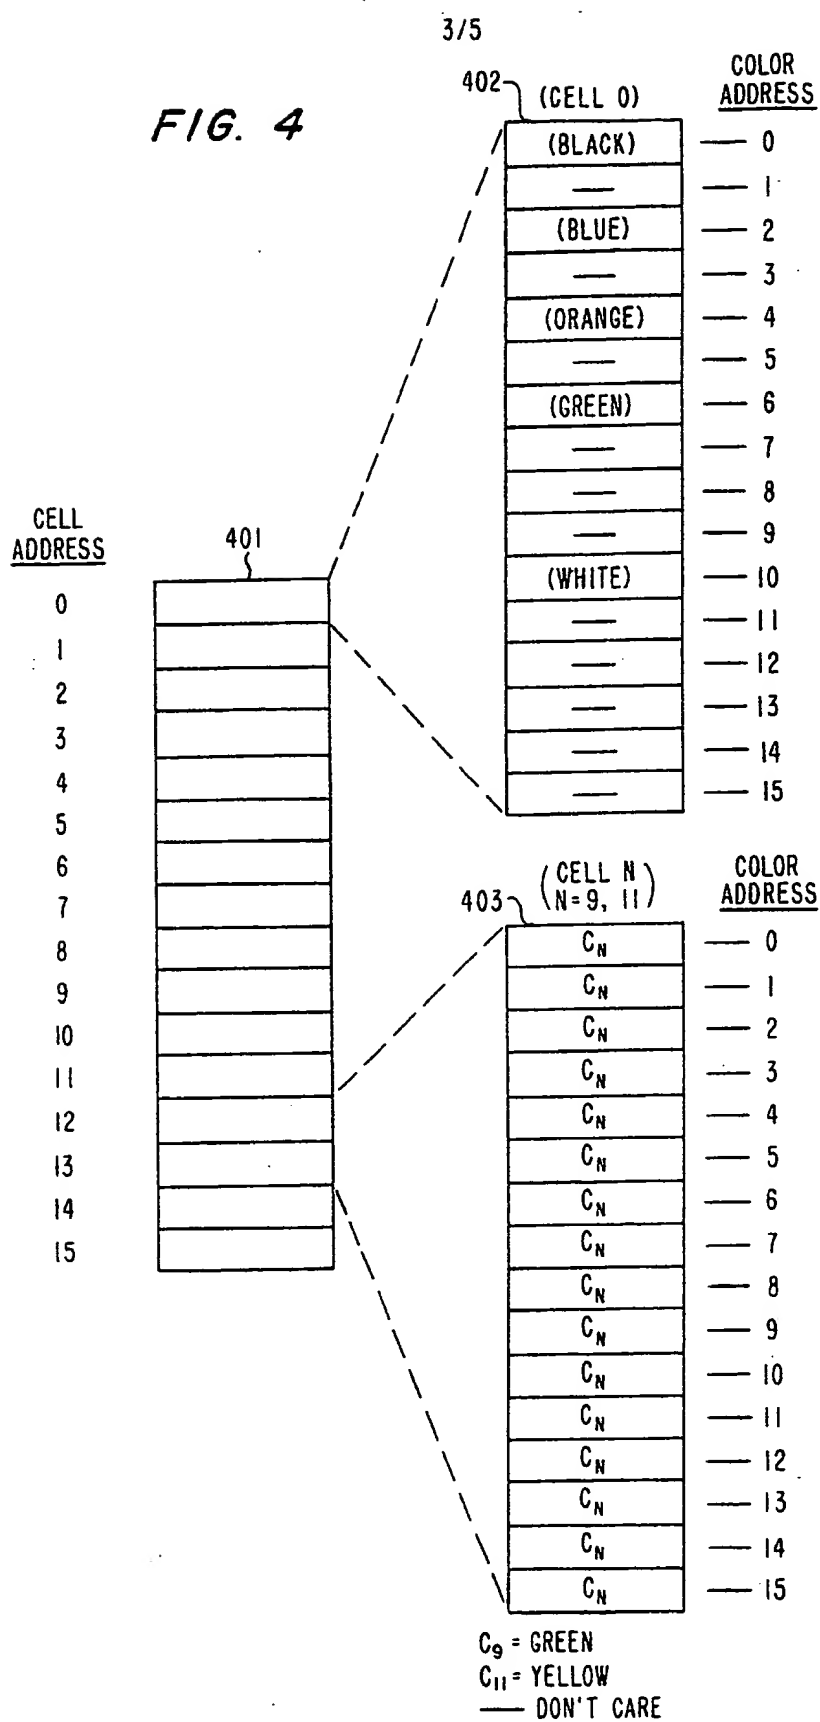 3/5
FIG. 4
402
(CELL 0)
COLOR
ADDRESS
(BLACK) — 0
— — 1
(BLUE) — 2
— — 3
(ORANGE) — 4
— — 5
(GREEN) — 6
— — 7
— — 8
— — 9
(WHITE) — 10
— — 11
— — 12
— — 13
— — 14
— — 15
CELL
ADDRESS
401
0
1
2
3
4
5
6
7
8
9
10
11
12
13
14
15
403
(CELL N
N=9, 11)
COLOR
ADDRESS
C_N — 0
C_N — 1
C_N — 2
C_N — 3
C_N — 4
C_N — 5
C_N — 6
C_N — 7
C_N — 8
C_N — 9
C_N — 10
C_N — 11
C_N — 12
C_N — 13
C_N — 14
C_N — 15
C₉ = GREEN
C₁₁ = YELLOW
— DON'T CARE